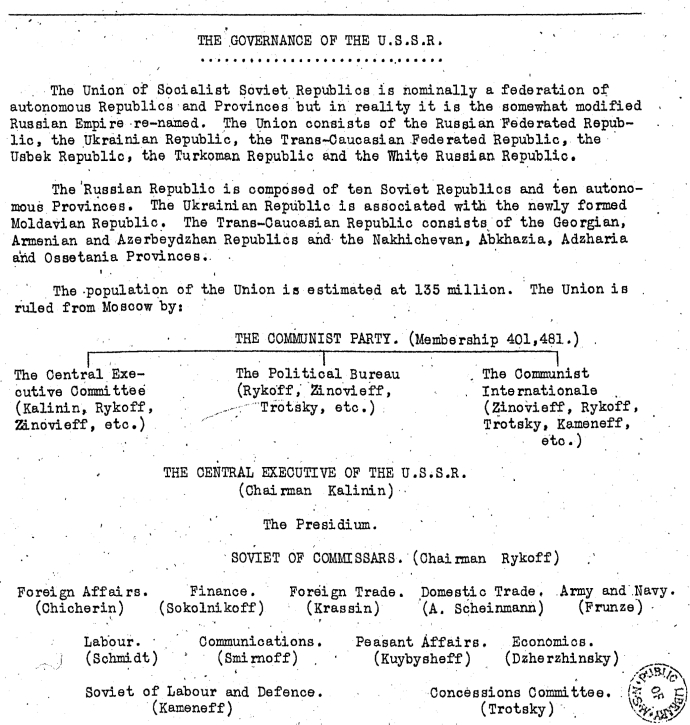 THE GOVERNANCE OF THE U.S.S.R.
The Union of Socialist Soviet Republics is nominally a federation of
autonomous Republics and Provinces but in reality it is the somewhat modified
Russian Empire re-named. The Union consists of the Russian Federated Repub-
lic, the Ukrainian Republic, the Trans-Caucasian Federated Republic, the
Usbek Republic, the Turkoman Republic and the White Russian Republic.
The Russian Republic is composed of ten Soviet Republics and ten autono-
mous Provinces. The Ukrainian Republic is associated with the newly formed
Moldavian Republic. The Trans-Caucasian Republic consists of the Georgian,
Armenian and Azerbeydzhan Republics and the Nakhichevan, Abkhazia, Adzharia
and Ossetania Provinces.
The population of the Union is estimated at 135 million. The Union is
ruled from Moscow by:
THE COMMUNIST PARTY. (Membership 401,481.)
The Central Exe-
cutive Committee
(Kalinin, Rykoff,
Zinovieff, etc.)
The Political Bureau
(Rykoff, Zinovieff,
Trotsky, etc.)
The Communist
Internationale
(Zinovieff, Rykoff,
Trotsky, Kameneff,
etc.)
THE CENTRAL EXECUTIVE OF THE U.S.S.R.
(Chairman Kalinin)
The Presidium.
SOVIET OF COMMISSARS. (Chairman Rykoff)
Foreign Affairs. Finance. Foreign Trade. Domestic Trade. Army and Navy.
(Chicherin) (Sokolnikoff) (Krassin) (A. Scheinmann) (Frunze)
Labour. Communications. Peasant Affairs. Economics.
(Schmidt) (Smirnoff) (Kuybysheff) (Dzherzhinsky)
Soviet of Labour and Defence. Concessions Committee.
(Kameneff) (Trotsky)
PUBLIC
OF